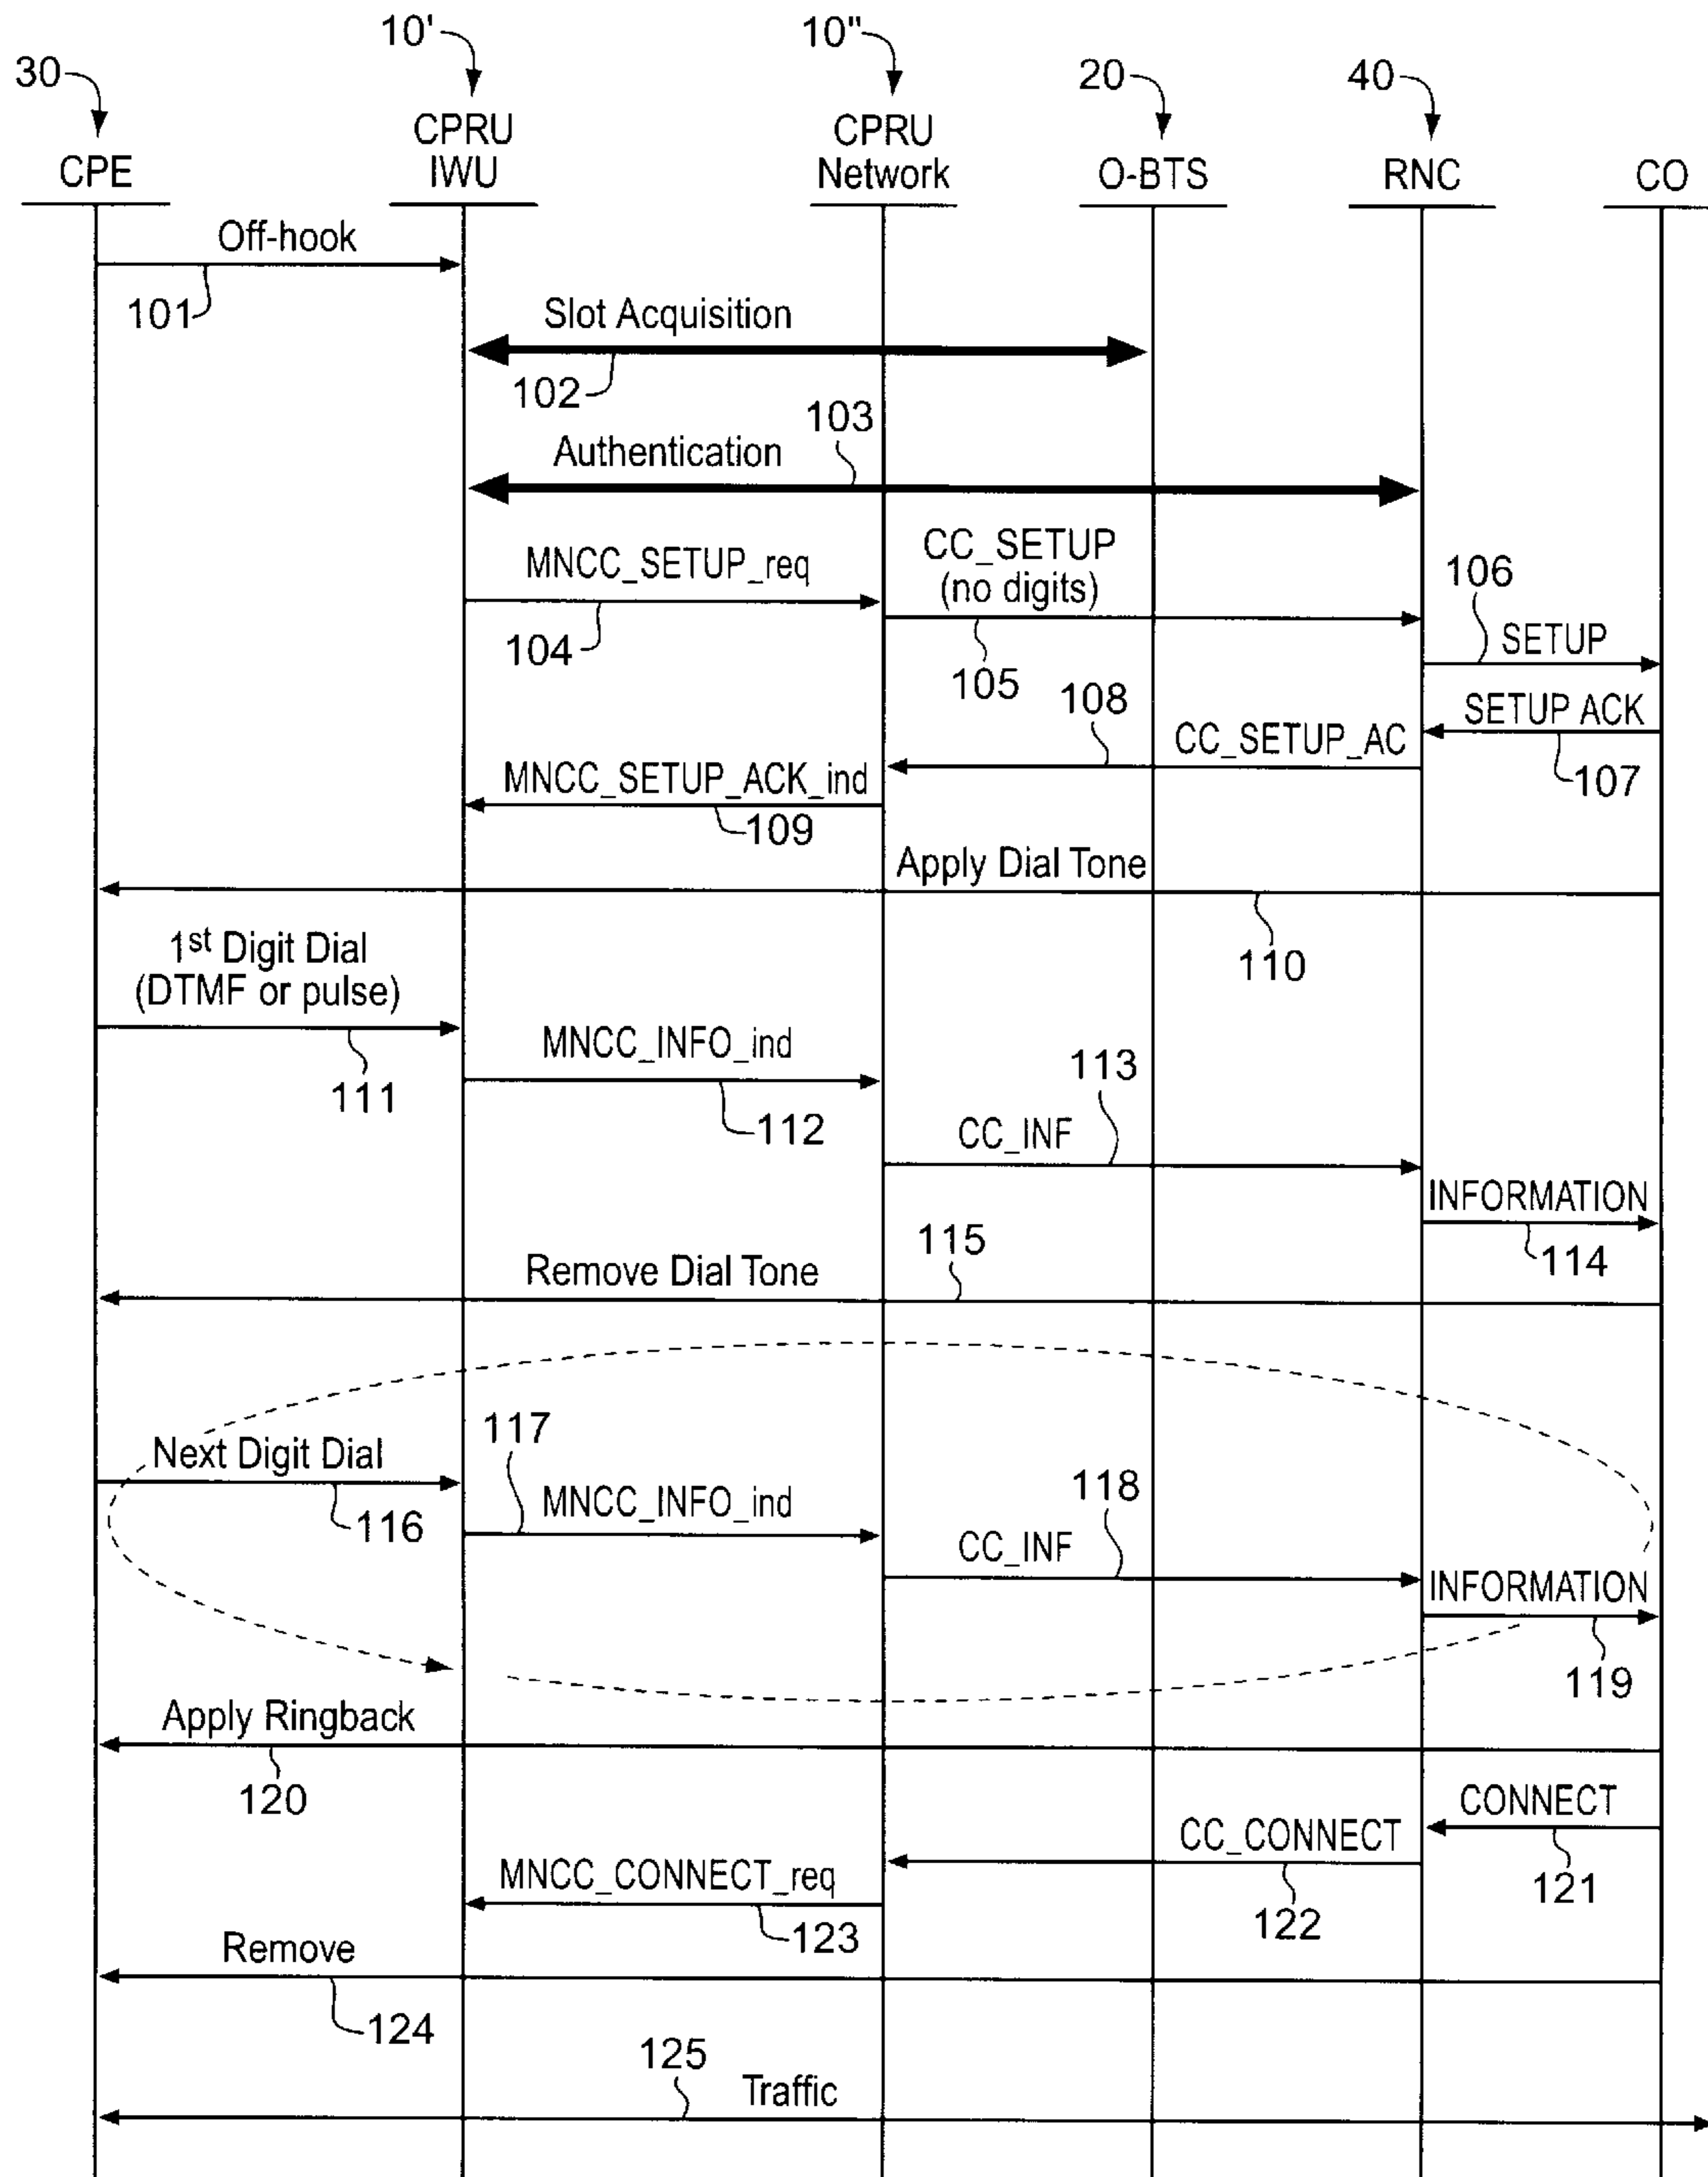 10' 10"
30 20 40
CPRU CPRU
CPE IWU Network O-BTS RNC CO
Off-hook
101
Slot Acquisition
102
103
Authentication
CC_SETUP
MNCC_SETUP_req (no digits)
106
104 SETUP
105
108 SETUP ACK
CC_SETUP_AC
MNCC_SETUP_ACK_ind 107
109
Apply Dial Tone
1st Digit Dial 110
(DTMF or pulse)
MNCC_INFO_ind 113
111
112 CC_INF
INFORMATION
115 114
Remove Dial Tone
117
Next Digit Dial 118
MNCC_INFO_ind
116 CC_INF
INFORMATION
119
Apply Ringback
120 CONNECT
CC_CONNECT
MNCC_CONNECT_req 121
122
123
Remove
124
125
Traffic